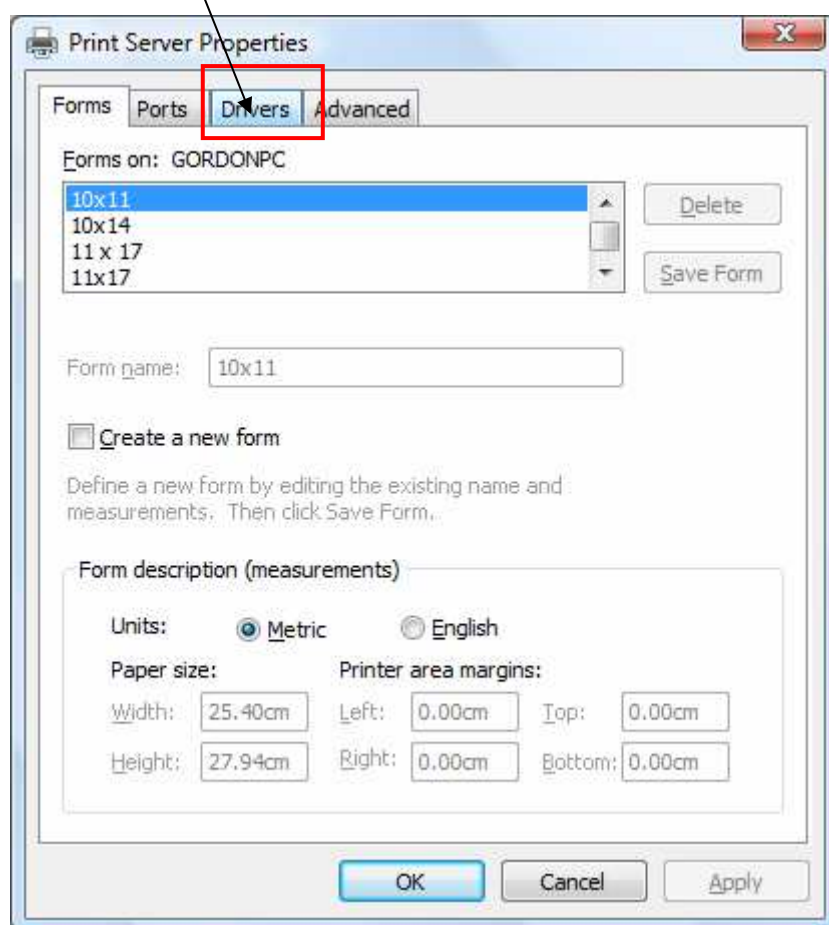 Print Server Properties
Forms Ports Drivers Advanced
Forms on: GORDONPC
10x11
10x14
11 x 17
11x17
Delete
Save Form
Form name: 10x11
Create a new form
Define a new form by editing the existing name and
measurements. Then click Save Form.
Form description (measurements)
Units: Metric English
Paper size: Printer area margins:
Width: 25.40cm Left: 0.00cm Top: 0.00cm
Height: 27.94cm Right: 0.00cm Bottom: 0.00cm
OK Cancel Apply